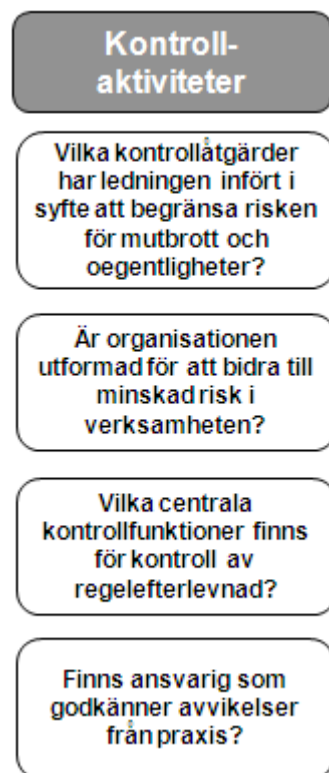 Kontroll-
aktiviteter
Vilka kontrollåtgärder
har ledningen infört i
syfte att begränsa risken
för mutbrott och
oegentligheter?
Är organisationen
utformad för att bidra till
minskad risk i
verksamheten?
Vilka centrala
kontrollfunktioner finns
för kontroll av
regelefterlevnad?
Finns ansvarig som
godkänner avvikelser
från praxis?